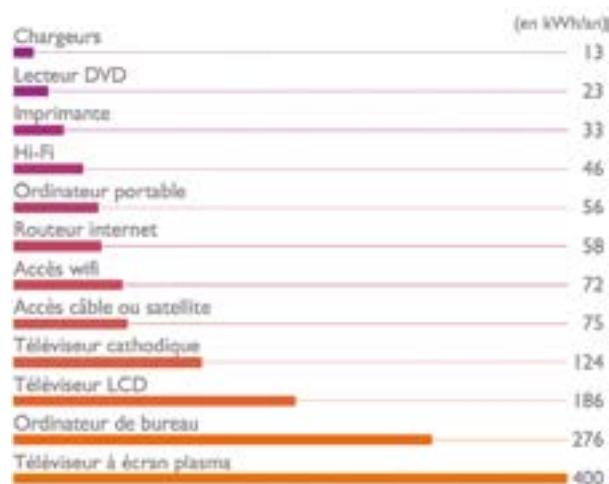 (en kWh/an)
Chargeurs
13
Lecteur DVD
23
Imprimante
33
Hi-Fi
46
Ordinateur portable
56
Routeur internet
58
Accès wifi
72
Accès câble ou satellite
75
Téléviseur cathodique
124
Téléviseur LCD
186
Ordinateur de bureau
276
Téléviseur à écran plasma
400